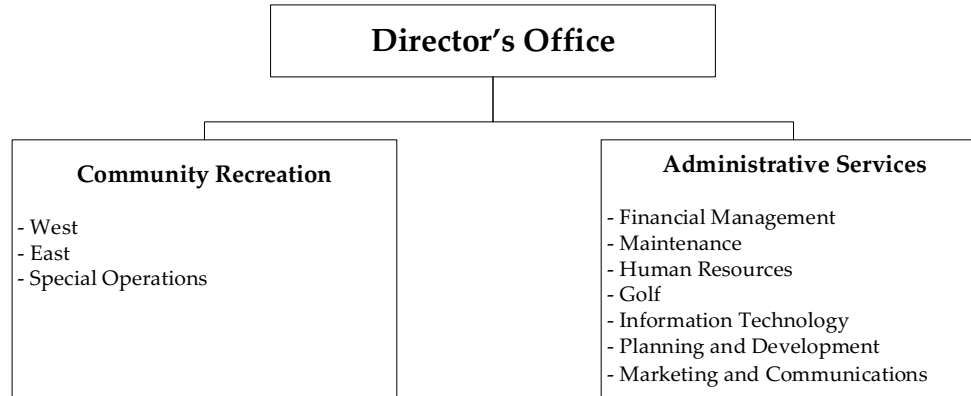 Director’s Office
Community Recreation
- West
- East
- Special Operations
Administrative Services
- Financial Management
- Maintenance
- Human Resources
- Golf
- Information Technology
- Planning and Development
- Marketing and Communications